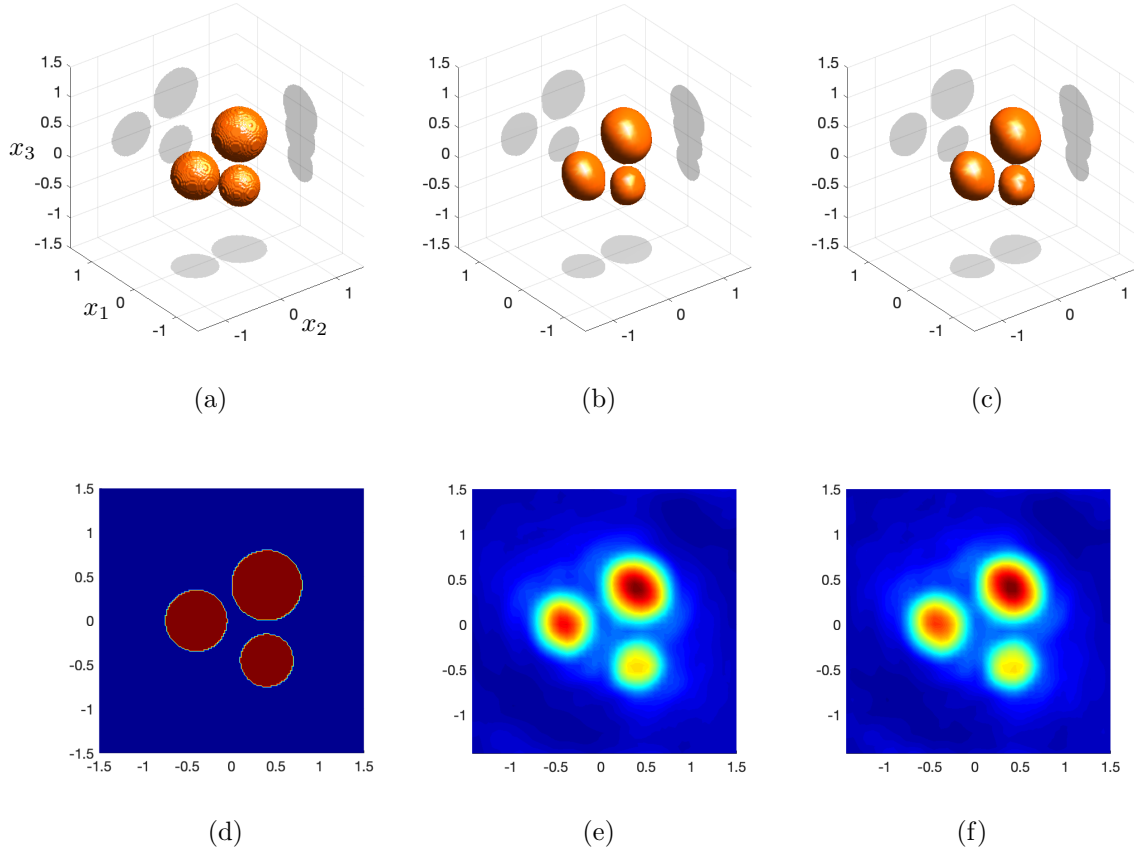 1.5 1.5 1.5
1 1 1
0.5 0.5 0.5
x₃ 0 0 0
-0.5 -0.5 -0.5
-1 -1 -1
-1.5 -1.5 -1.5
1 1 1 1 1 1
0 0 0 0 0 0
x₁ x₂
-1 -1 -1 -1 -1 -1
(a) (b) (c)
1.5 1.5 1.5
1 1 1
0.5 0.5 0.5
0 0 0
-0.5 -0.5 -0.5
-1 -1 -1
-1.5
-1.5 -1 -0.5 0 0.5 1 1.5 -1 -0.5 0 0.5 1 1.5 -1 -0.5 0 0.5 1 1.5
(d) (e) (f)